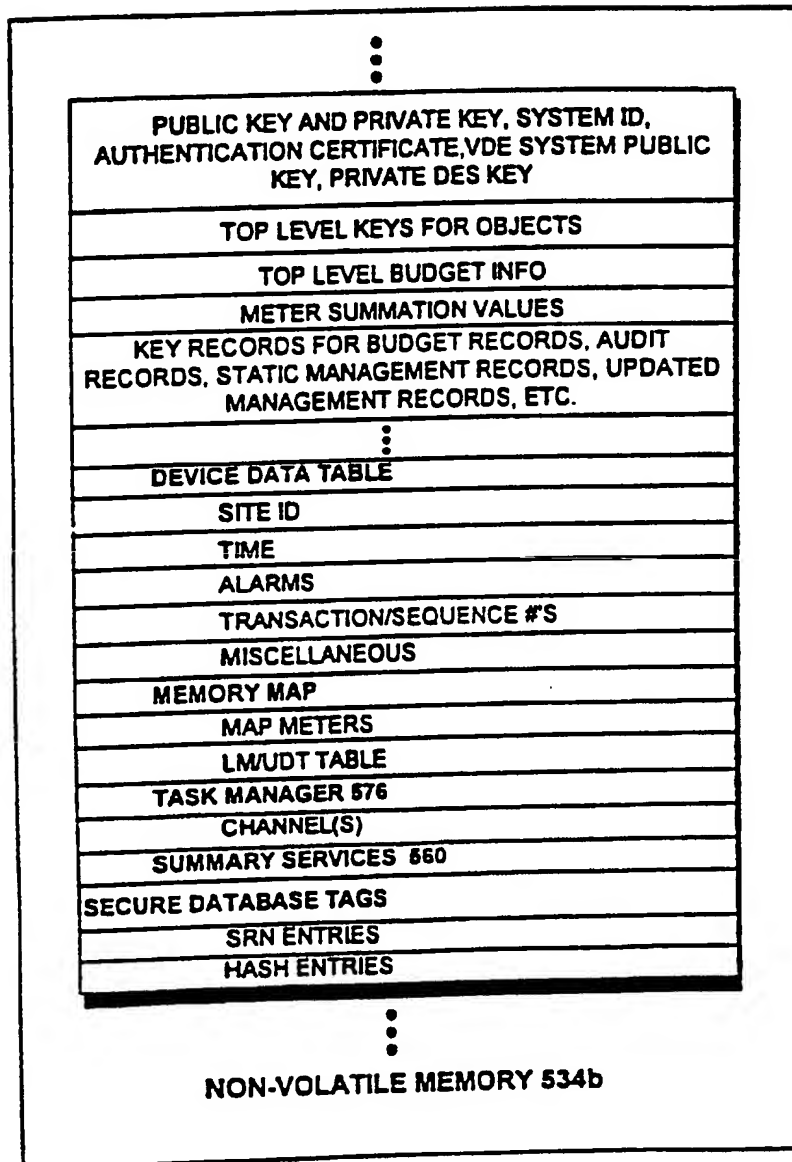 PUBLIC KEY AND PRIVATE KEY, SYSTEM ID,
AUTHENTICATION CERTIFICATE,VDE SYSTEM PUBLIC
KEY, PRIVATE DES KEY
TOP LEVEL KEYS FOR OBJECTS
TOP LEVEL BUDGET INFO
METER SUMMATION VALUES
KEY RECORDS FOR BUDGET RECORDS, AUDIT
RECORDS, STATIC MANAGEMENT RECORDS, UPDATED
MANAGEMENT RECORDS, ETC.
DEVICE DATA TABLE
SITE ID
TIME
ALARMS
TRANSACTION/SEQUENCE #'S
MISCELLANEOUS
MEMORY MAP
MAP METERS
LM/UDT TABLE
TASK MANAGER 576
CHANNEL(S)
SUMMARY SERVICES 560
SECURE DATABASE TAGS
SRN ENTRIES
HASH ENTRIES
NON-VOLATILE MEMORY 534b